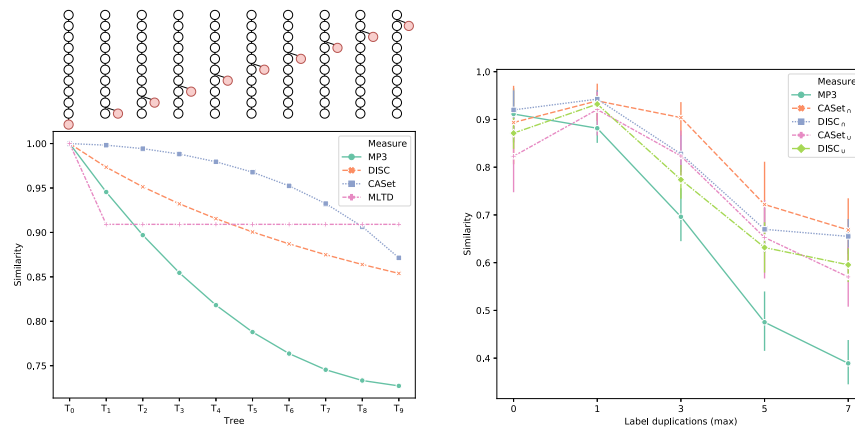 1.00
0.95
0.90
0.85
0.80
0.75
Similarity
T0 T1 T2 T3 T4 T5 T6 T7 T8 T9
Tree
Measure
MP3
DISC
CASet
MLTD
1.0
0.9
0.8
0.7
0.6
0.5
0.4
Similarity
0 1 3 5 7
Label duplications (max)
Measure
MP3
CASet∩
DISC∩
CASet∪
DISC∪